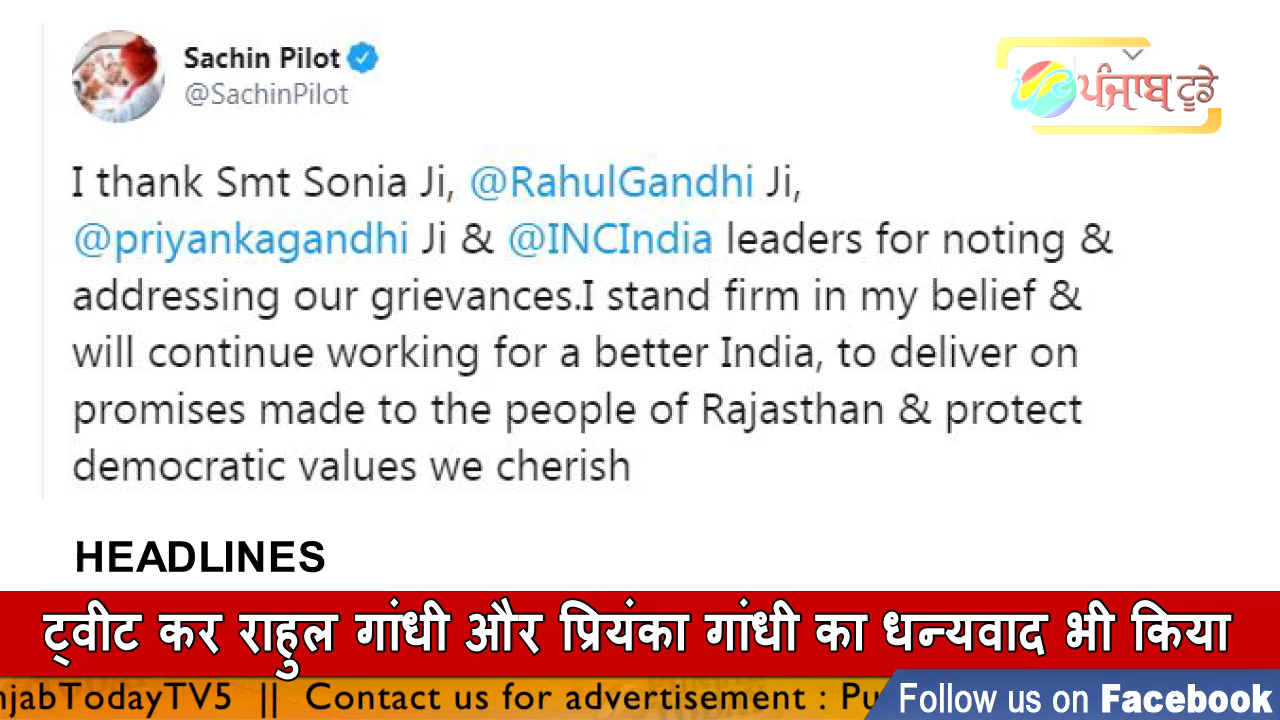 Sachin Pilot
@SachinPilot
ਪੰਜਾਬ ਟੂਡੇ
I thank Smt Sonia Ji, @RahulGandhi Ji,
@priyankagandhi Ji & @INCIndia leaders for noting &
addressing our grievances.I stand firm in my belief &
will continue working for a better India, to deliver on
promises made to the people of Rajasthan & protect
democratic values we cherish
HEADLINES
ट्वीट कर राहुल गांधी और प्रियंका गांधी का धन्यवाद भी किया
njabTodayTV5 || Contact us for advertisement : Pu
Follow us on Facebook